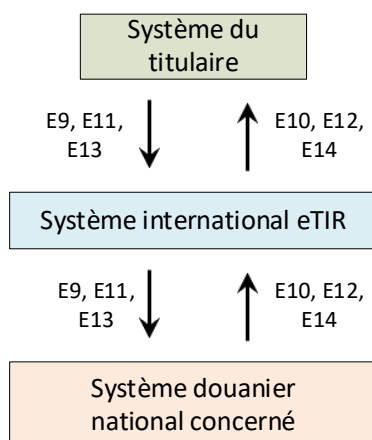 Système du
titulaire
E9, E11,
E13
E10, E12,
E14
Système international eTIR
E9, E11,
E13
E10, E12,
E14
Système douanier
national concerné